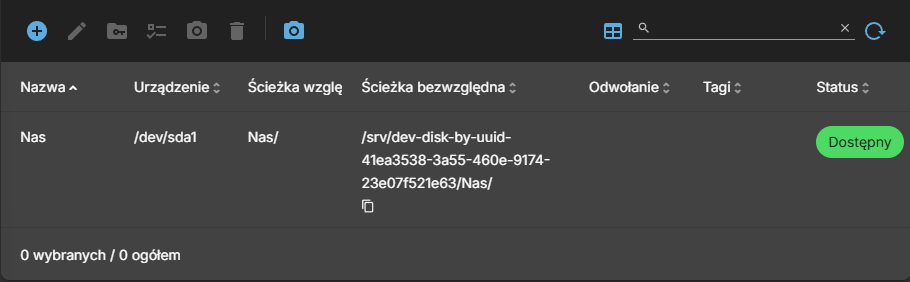 Nazwa Urządzenie Ścieżka wzglę Ścieżka bezwzględna Odwołanie Tagi Status
Nas /dev/sda1 Nas/ /srv/dev-disk-by-uuid- Dostępny
41ea3538-3a55-460e-9174-
23e07f521e63/Nas/
0 wybranych / 0 ogółem